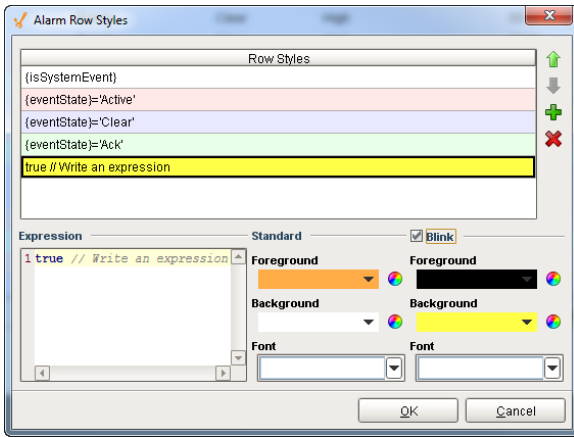 Alarm Row Styles
Row Styles
{isSystemEvent}
{eventState}='Active'
{eventState}='Clear'
{eventState}='Ack'
true // Write an expression
Expression
Standard
Blink
1 true // Write an expression
Foreground
Foreground
Background
Background
Font
Font
OK
Cancel